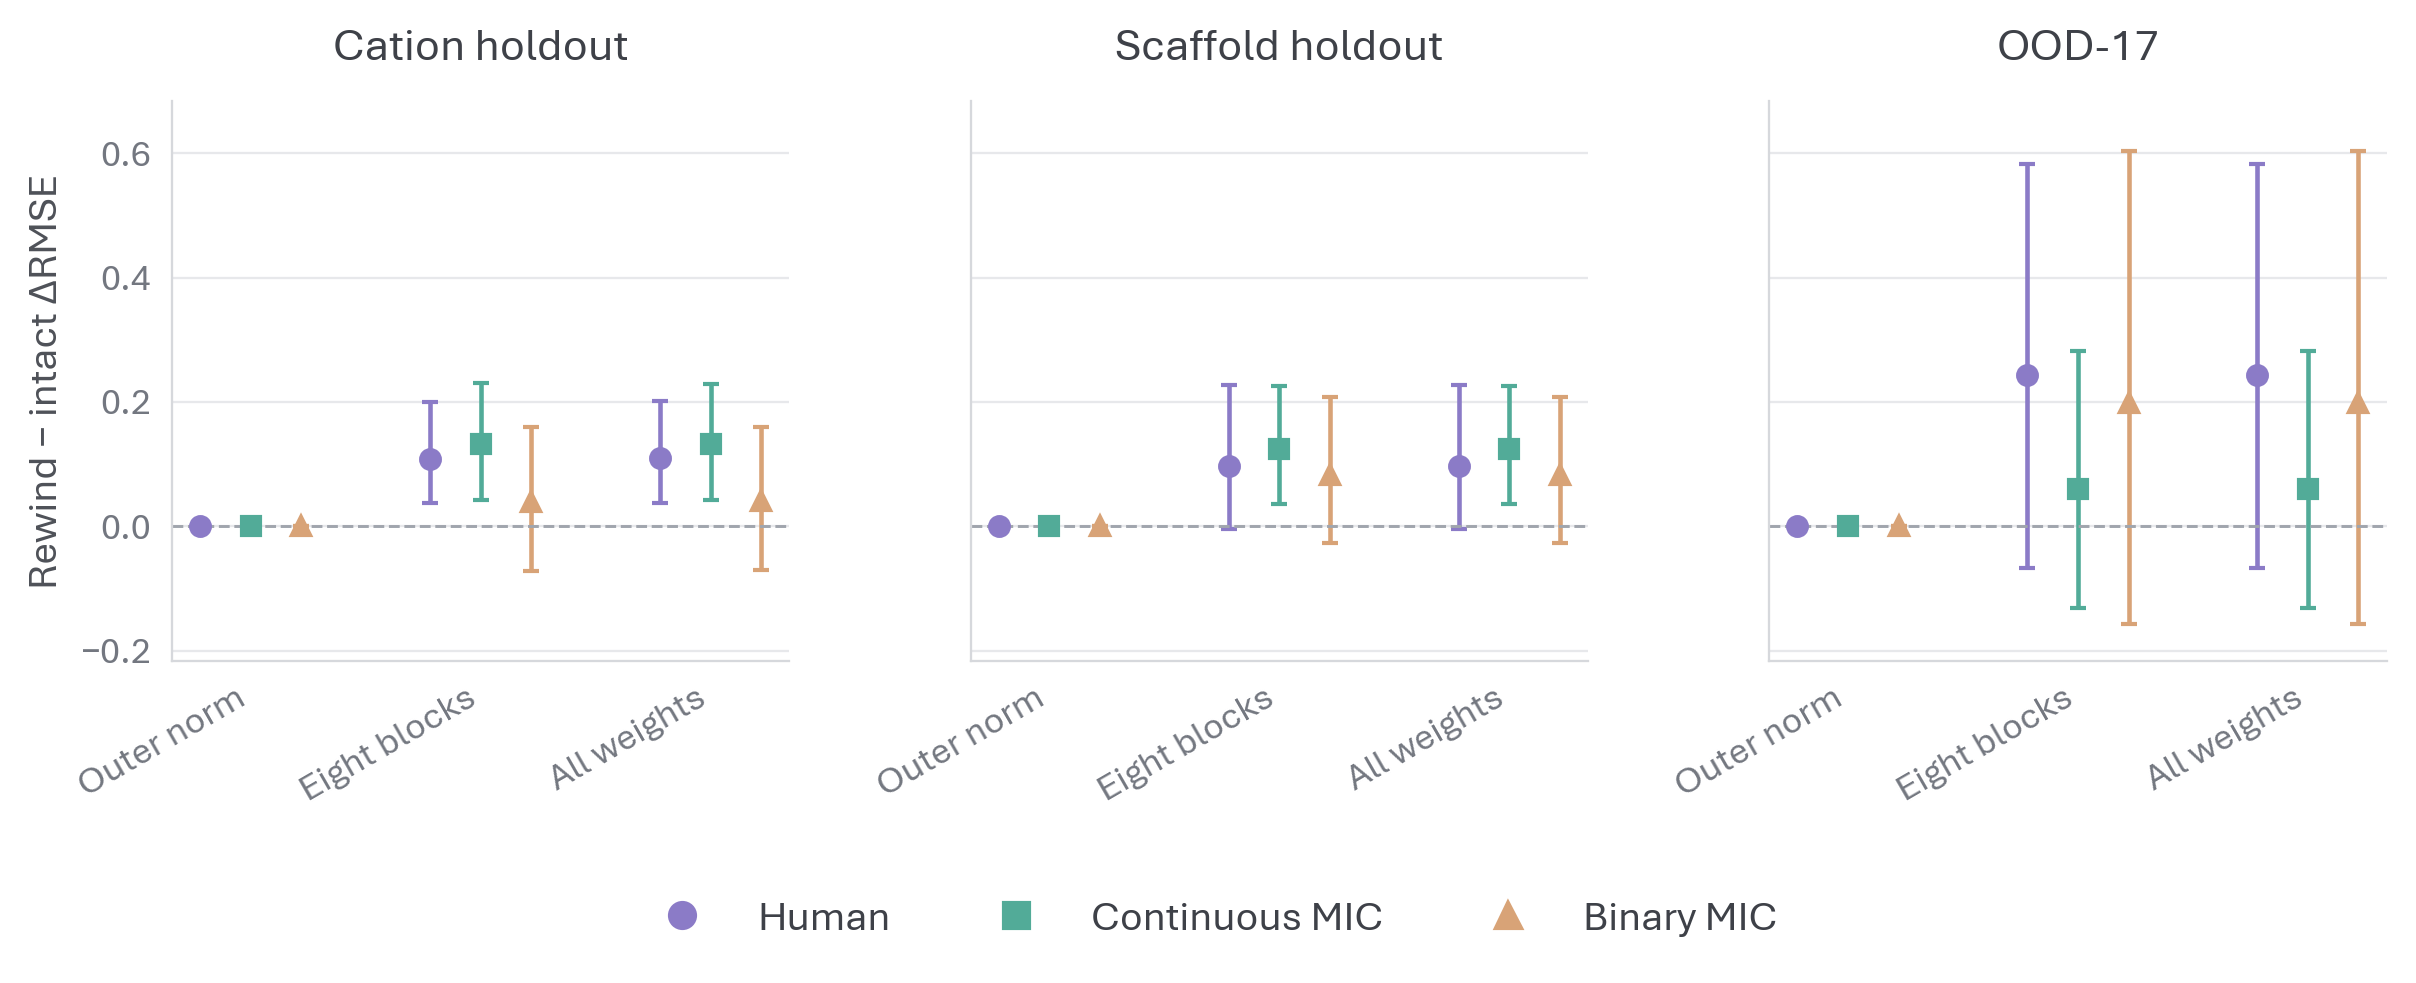 Cation holdout
Scaffold holdout
OOD-17
Rewind − intact ΔRMSE
0.6
0.4
0.2
0.0
−0.2
Outer norm
Eight blocks
All weights
Outer norm
Eight blocks
All weights
Outer norm
Eight blocks
All weights
Human
Continuous MIC
Binary MIC